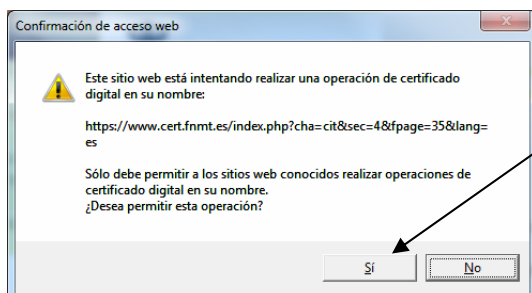 Confirmación de acceso web
Este sitio web está intentando realizar una operación de certificado
digital en su nombre:
https://www.cert.fnmt.es/index.php?cha=cit&sec=4&fpage=35&lang=
es
Sólo debe permitir a los sitios web conocidos realizar operaciones de
certificado digital en su nombre.
¿Desea permitir esta operación?
Sí No